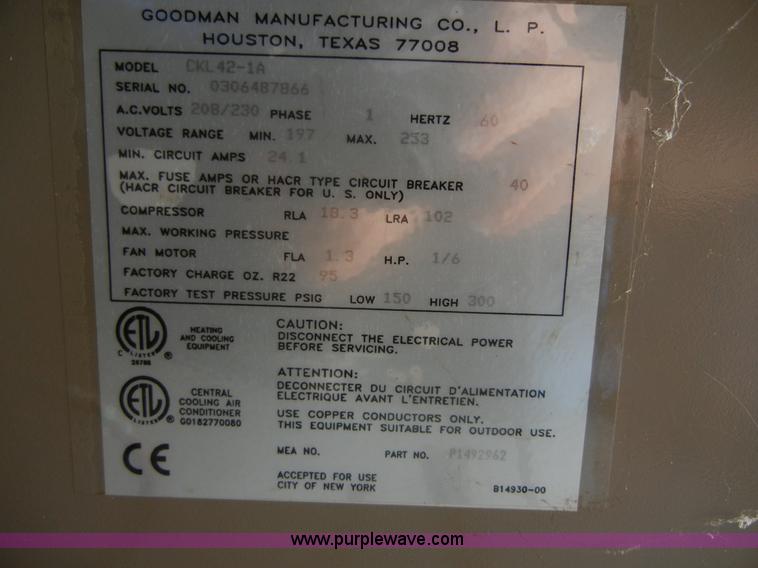 GOODMAN MANUFACTURING CO., L. P.
HOUSTON, TEXAS 77008
MODEL CKL42-1A
SERIAL NO. 0306487866
A.C.VOLTS 208/230 PHASE 1 HERTZ 60
VOLTAGE RANGE MIN. 197 MAX. 253
MIN. CIRCUIT AMPS 24.1
MAX. FUSE AMPS OR HACR TYPE CIRCUIT BREAKER 40
(HACR CIRCUIT BREAKER FOR U. S. ONLY)
COMPRESSOR RLA 18.3 LRA 102
MAX. WORKING PRESSURE
FAN MOTOR FLA 1.3 H.P. 1/6
FACTORY CHARGE OZ. R22 95
FACTORY TEST PRESSURE PSIG LOW 150 HIGH 300
ETL
C LISTED ®
26786
HEATING
AND COOLING
EQUIPMENT
CAUTION:
DISCONNECT THE ELECTRICAL POWER
BEFORE SERVICING.
ETL
LISTED ®
CENTRAL
COOLING AIR
CONDITIONER
G0182770080
ATTENTION:
DECONNECTER DU CIRCUIT D'ALIMENTATION
ELECTRIQUE AVANT L'ENTRETIEN.
USE COPPER CONDUCTORS ONLY.
THIS EQUIPMENT SUITABLE FOR OUTDOOR USE.
CE
MEA NO. PART NO. P1492962
ACCEPTED FOR USE
CITY OF NEW YORK
B14930-00
www.purplewave.com